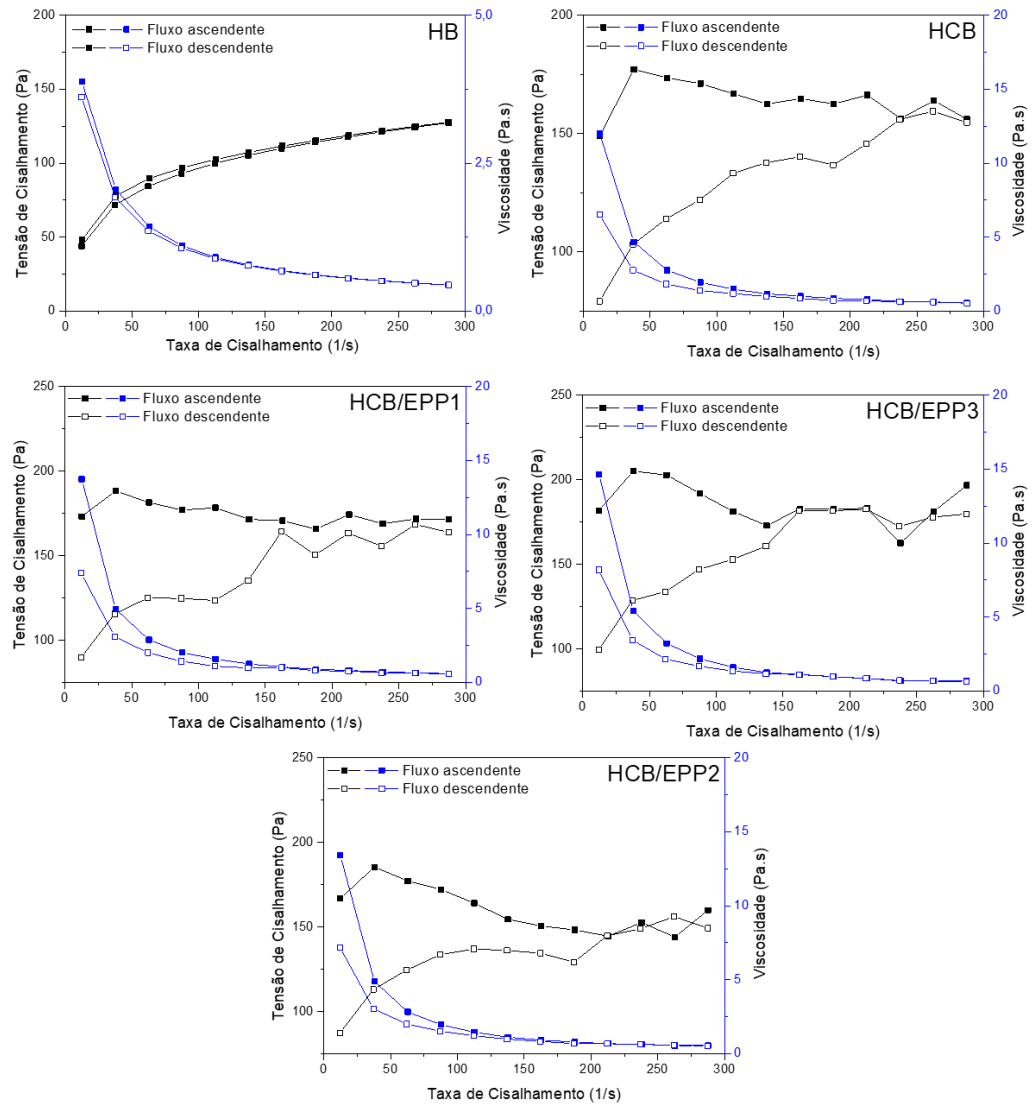 HB
Fluxo ascendente
Fluxo descendente
Tensão de Cisalhamento (Pa)
200
150
100
50
0
Viscosidade (Pa.s)
5,0
2,5
0,0
0 50 100 150 200 250 300
Taxa de Cisalhamento (1/s)
HCB
Fluxo ascendente
Fluxo descendente
Tensão de Cisalhamento (Pa)
200
150
100
Viscosidade (Pa.s)
20
15
10
5
0
0 50 100 150 200 250 300
Taxa de Cisalhamento (1/s)
HCB/EPP1
Fluxo ascendente
Fluxo descendente
Tensão de Cisalhamento (Pa)
250
200
150
100
Viscosidade (Pa.s)
20
15
10
5
0
0 50 100 150 200 250 300
Taxa de Cisalhamento (1/s)
HCB/EPP3
Fluxo ascendente
Fluxo descendente
Tensão de Cisalhamento (Pa)
250
200
150
100
Viscosidade (Pa.s)
20
15
10
5
0
0 50 100 150 200 250 300
Taxa de Cisalhamento (1/s)
HCB/EPP2
Fluxo ascendente
Fluxo descendente
Tensão de Cisalhamento (Pa)
250
200
150
100
Viscosidade (Pa.s)
20
15
10
5
0
0 50 100 150 200 250 300
Taxa de Cisalhamento (1/s)